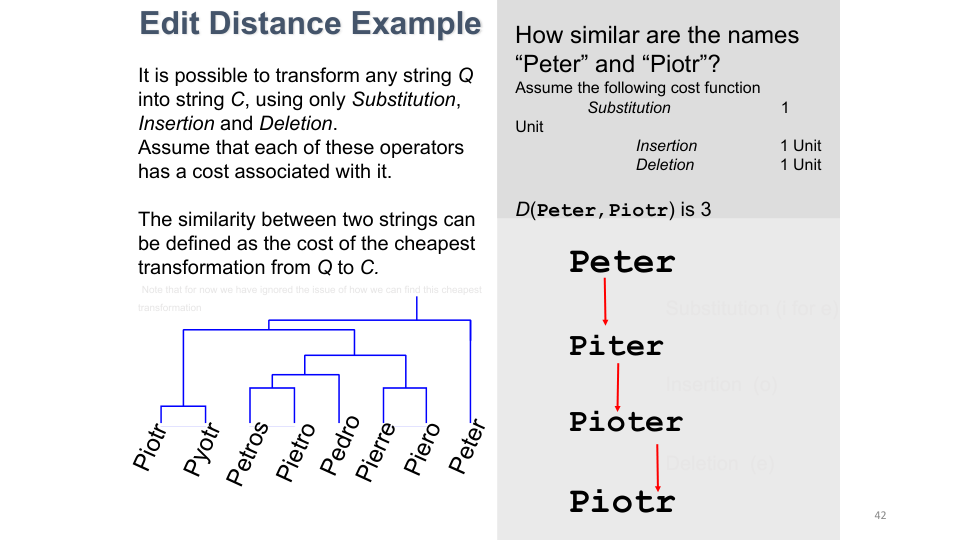 Edit Distance Example
It is possible to transform any string Q
into string C, using only Substitution,
Insertion and Deletion.
Assume that each of these operators
has a cost associated with it.
The similarity between two strings can
be defined as the cost of the cheapest
transformation from Q to C.
Note that for now we have ignored the issue of how we can find this cheapest
transformation
Piotr
Pyotr
Petros
Pietro
Pedro
Pierre
Piero
Peter
How similar are the names
“Peter” and “Piotr”?
Assume the following cost function
Substitution 1
Unit
Insertion 1 Unit
Deletion 1 Unit
D(Peter,Piotr) is 3
Peter
Substitution (i for e)
Piter
Insertion (o)
Pioter
Deletion (e)
Piotr
42